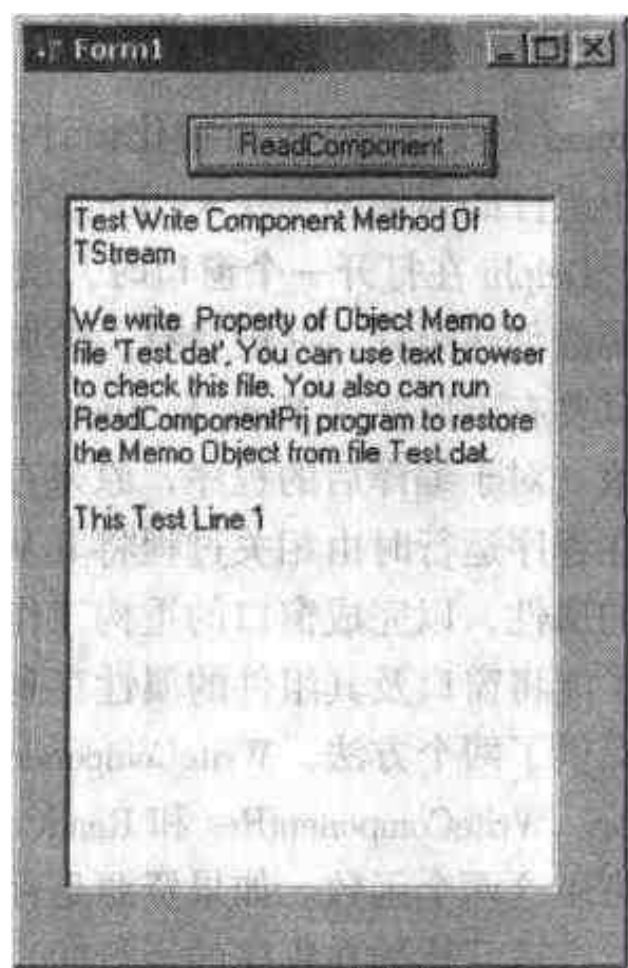 Form1
ReadComponent
Test Write Component Method Of
TStream
We write Property of Object Memo to
file 'Test.dat', You can use text browser
to check this file. You also can run
ReadComponentPrj program to restore
the Memo Object from file Test.dat.
This Test Line 1